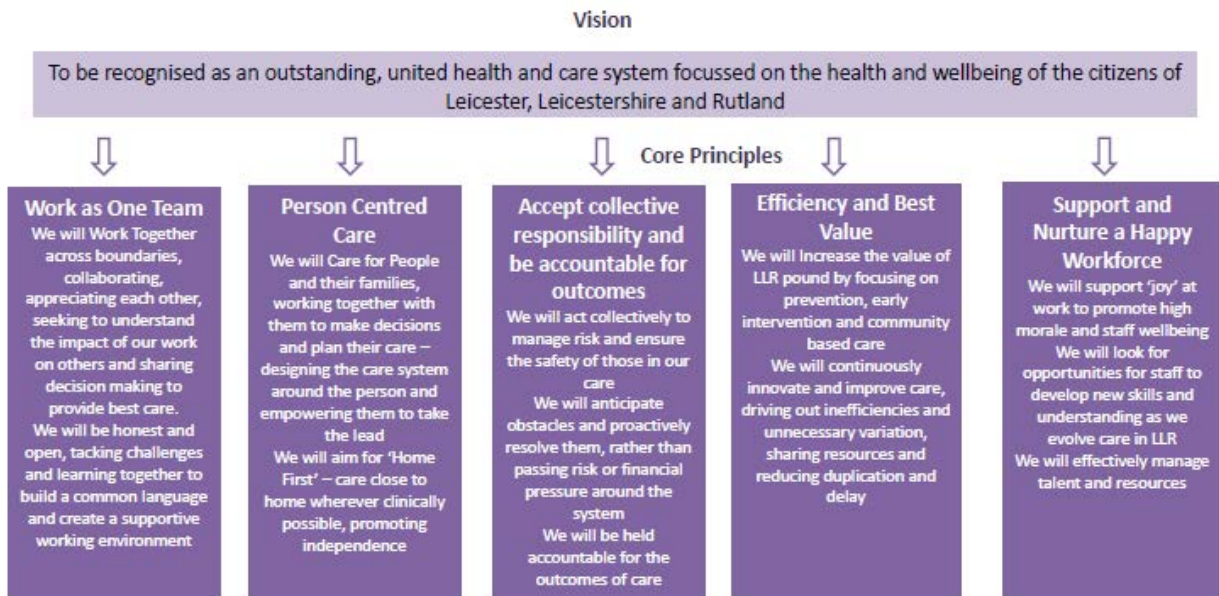 Vision
To be recognised as an outstanding, united health and care system focussed on the health and wellbeing of the citizens of
Leicester, Leicestershire and Rutland
Core Principles
Work as One Team
We will Work Together
across boundaries,
collaborating,
appreciating each other,
seeking to understand
the impact of our work
on others and sharing
decision making to
provide best care.
We will be honest and
open, tacking challenges
and learning together to
build a common language
and create a supportive
working environment
Person Centred
Care
We will Care for People
and their families,
working together with
them to make decisions
and plan their care –
designing the care system
around the person and
empowering them to take
the lead
We will aim for ‘Home
First’ – care close to
home wherever clinically
possible, promoting
independence
Accept collective
responsibility and
be accountable for
outcomes
We will act collectively to
manage risk and ensure
the safety of those in our
care
We will anticipate
obstacles and proactively
resolve them, rather than
passing risk or financial
pressure around the
system
We will be held
accountable for the
outcomes of care
Efficiency and Best
Value
We will Increase the value of
LLR pound by focusing on
prevention, early
intervention and community
based care
We will continuously
innovate and improve care,
driving out inefficiencies and
unnecessary variation,
sharing resources and
reducing duplication and
delay
Support and
Nurture a Happy
Workforce
We will support ‘joy’ at
work to promote high
morale and staff wellbeing
We will look for
opportunities for staff to
develop new skills and
understanding as we
evolve care in LLR
We will effectively manage
talent and resources